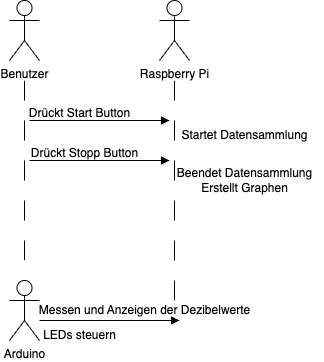 Benutzer
Raspberry Pi
Drückt Start Button
Startet Datensammlung
Drückt Stopp Button
Beendet Datensammlung
Erstellt Graphen
Messen und Anzeigen der Dezibelwerte
LEDs steuern
Arduino